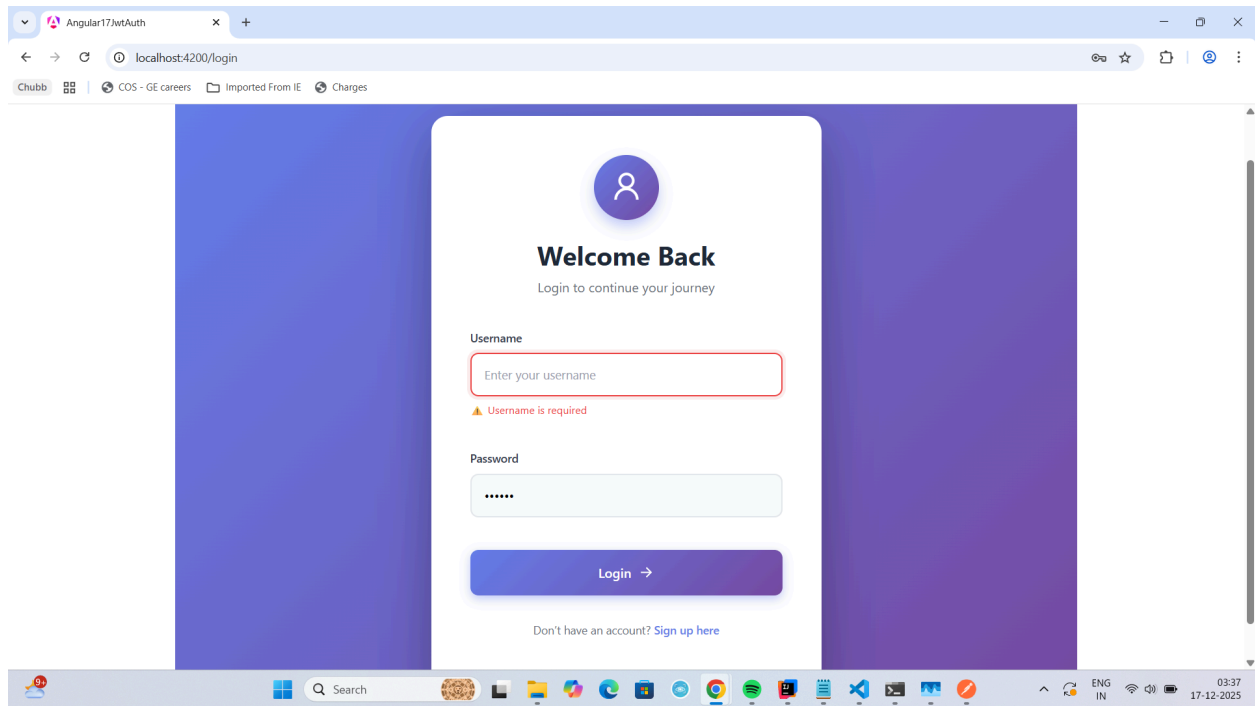 Angular17JwtAuth
localhost:4200/login
Chubb
COS - GE careers
Imported From IE
Charges
Welcome Back
Login to continue your journey
Username
Enter your username
Username is required
Password
Login →
Don't have an account? Sign up here
9+
Search
ENG
IN
03:37
17-12-2025